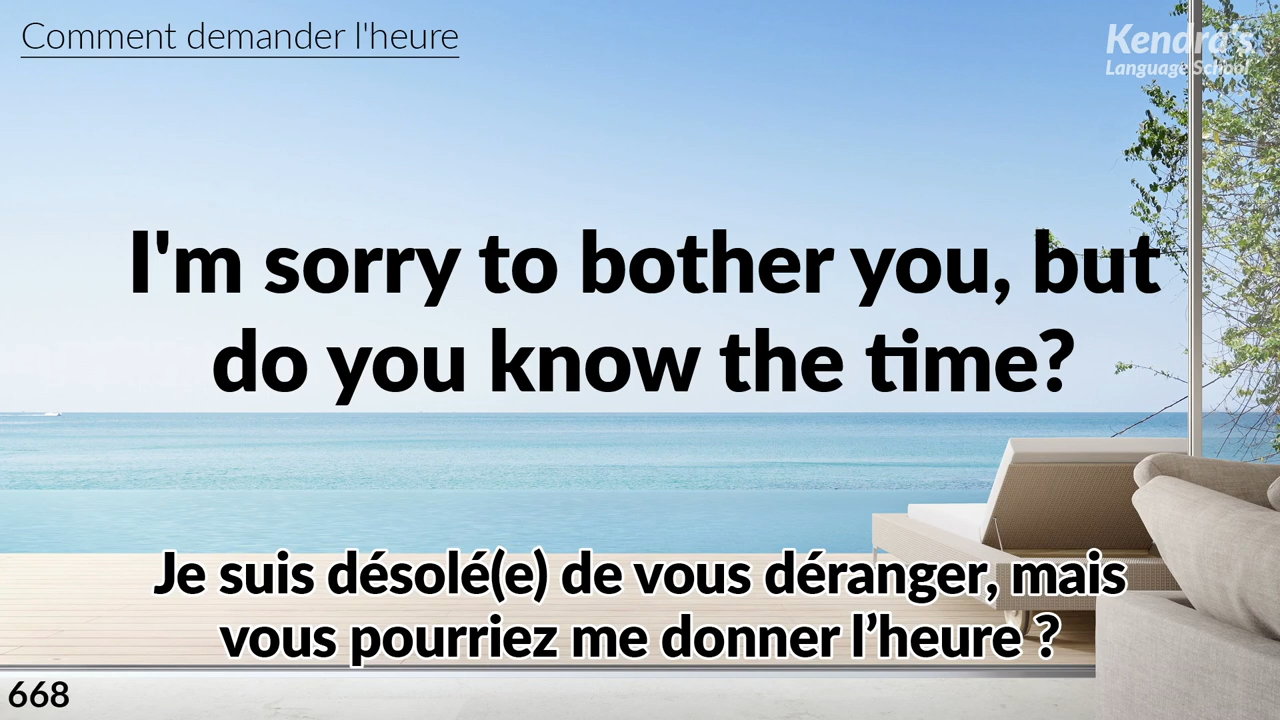 Comment demander l'heure
Kendra's
Language School
I'm sorry to bother you, but
do you know the time?
Je suis désolé(e) de vous déranger, mais
vous pourriez me donner l’heure ?
668